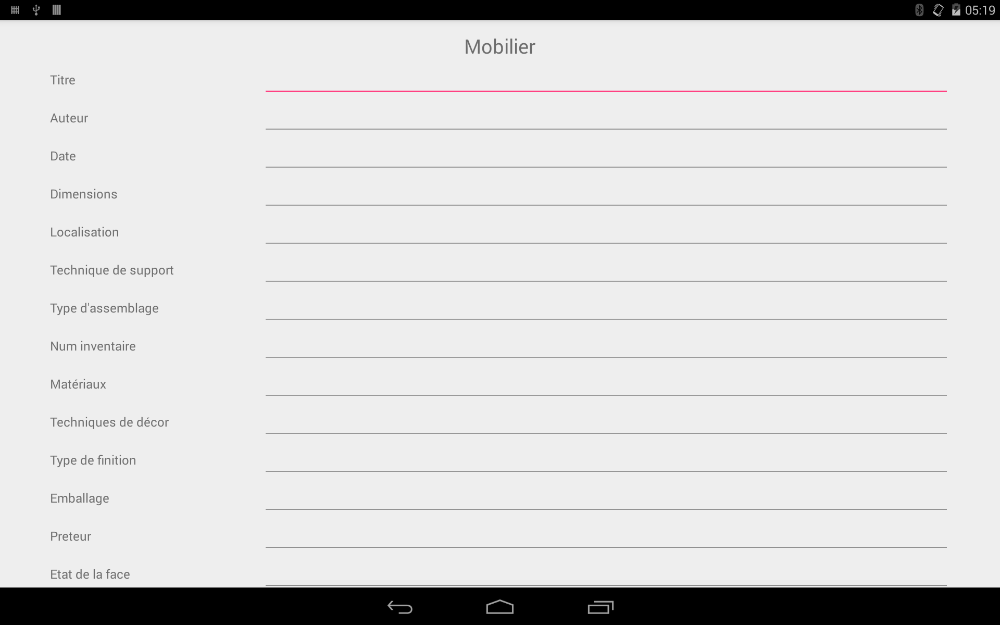 05:19
Mobilier
Titre
Auteur
Date
Dimensions
Localisation
Technique de support
Type d'assemblage
Num inventaire
Matériaux
Techniques de décor
Type de finition
Emballage
Preteur
Etat de la face